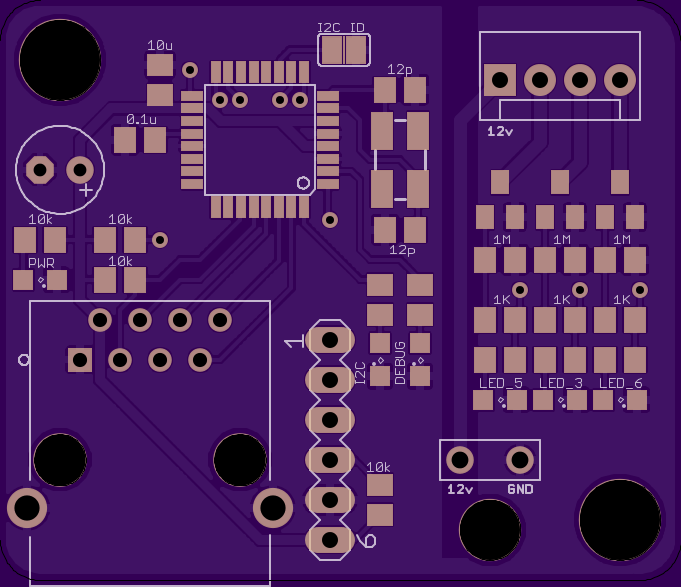 I2C ID
10u
12p
0.1u
12v
+
10k
10k
PWR
10k
12p
1M
1M
1M
1K
1K
1K
1
I2C
DEBUG
LED_5
LED_3
LED_6
10k
12v
GND
6